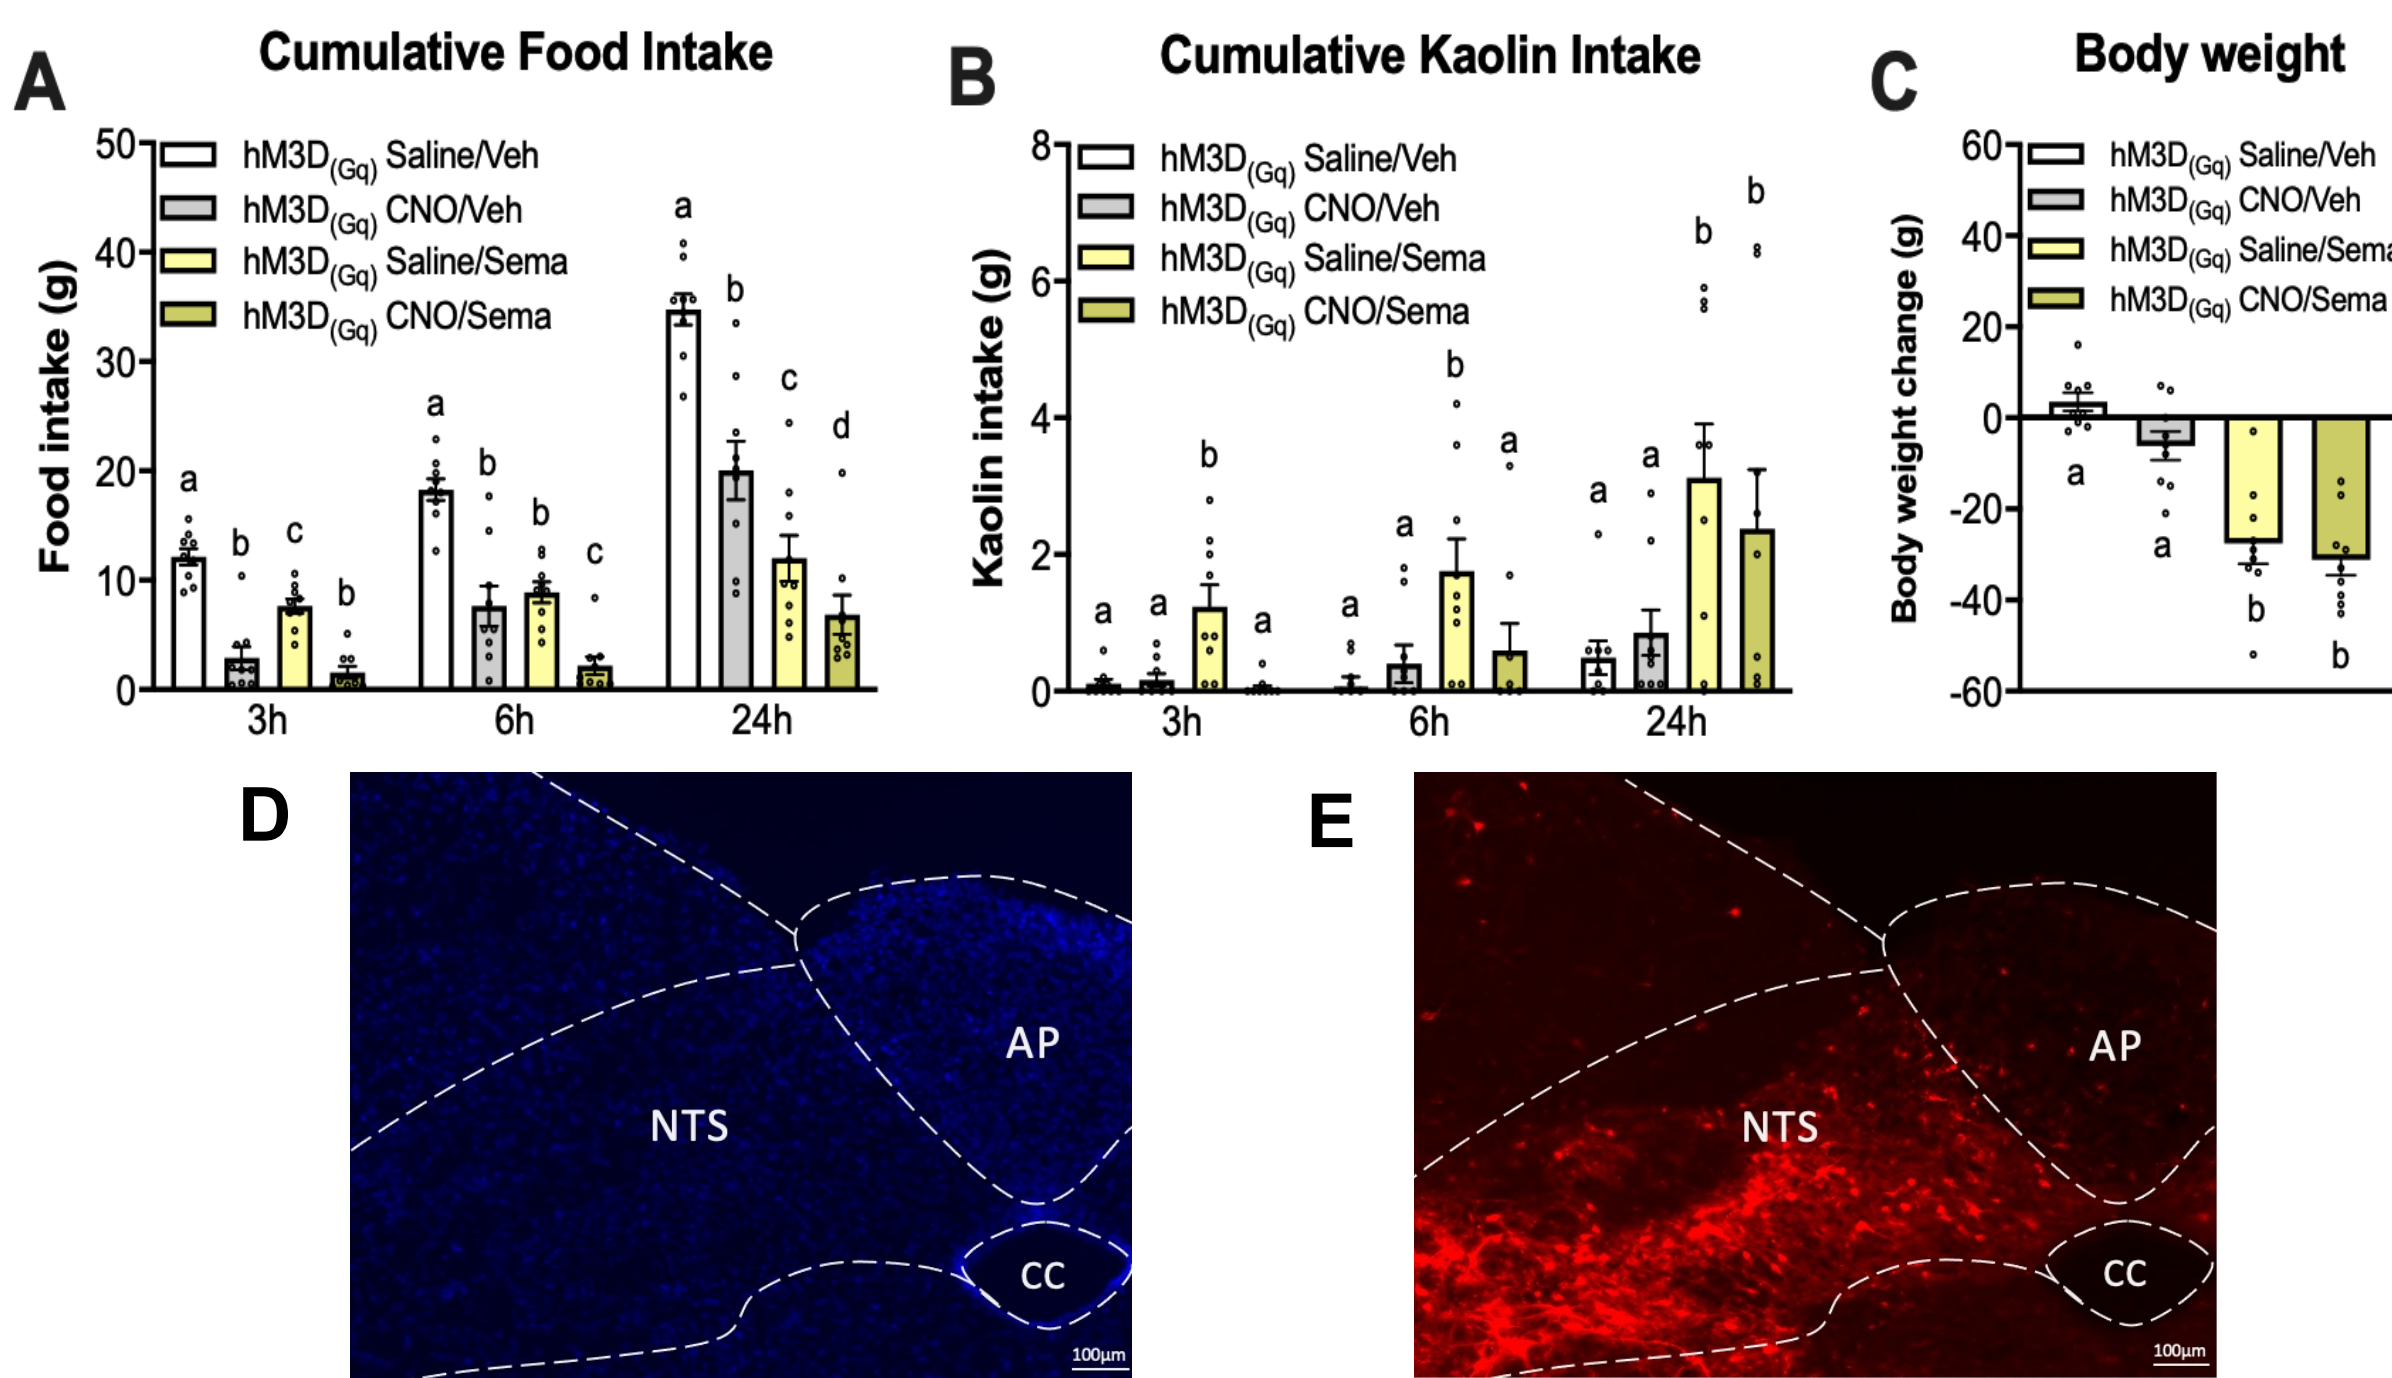 A
Cumulative Food Intake
Food intake (g)
50
40
30
20
10
0
hM3D(Gq) Saline/Veh
hM3D(Gq) CNO/Veh
hM3D(Gq) Saline/Sema
hM3D(Gq) CNO/Sema
a
b
c
b
a
b
b
c
a
b
c
d
3h
6h
24h
B
Cumulative Kaolin Intake
Kaolin intake (g)
8
6
4
2
0
hM3D(Gq) Saline/Veh
hM3D(Gq) CNO/Veh
hM3D(Gq) Saline/Sema
hM3D(Gq) CNO/Sema
a
a
b
a
a
a
b
a
a
a
b
b
3h
6h
24h
C
Body weight
Body weight change (g)
60
40
20
0
-20
-40
-60
hM3D(Gq) Saline/Veh
hM3D(Gq) CNO/Veh
hM3D(Gq) Saline/Sema
hM3D(Gq) CNO/Sema
a
a
b
b
D
NTS
AP
CC
100μm
E
NTS
AP
CC
100μm